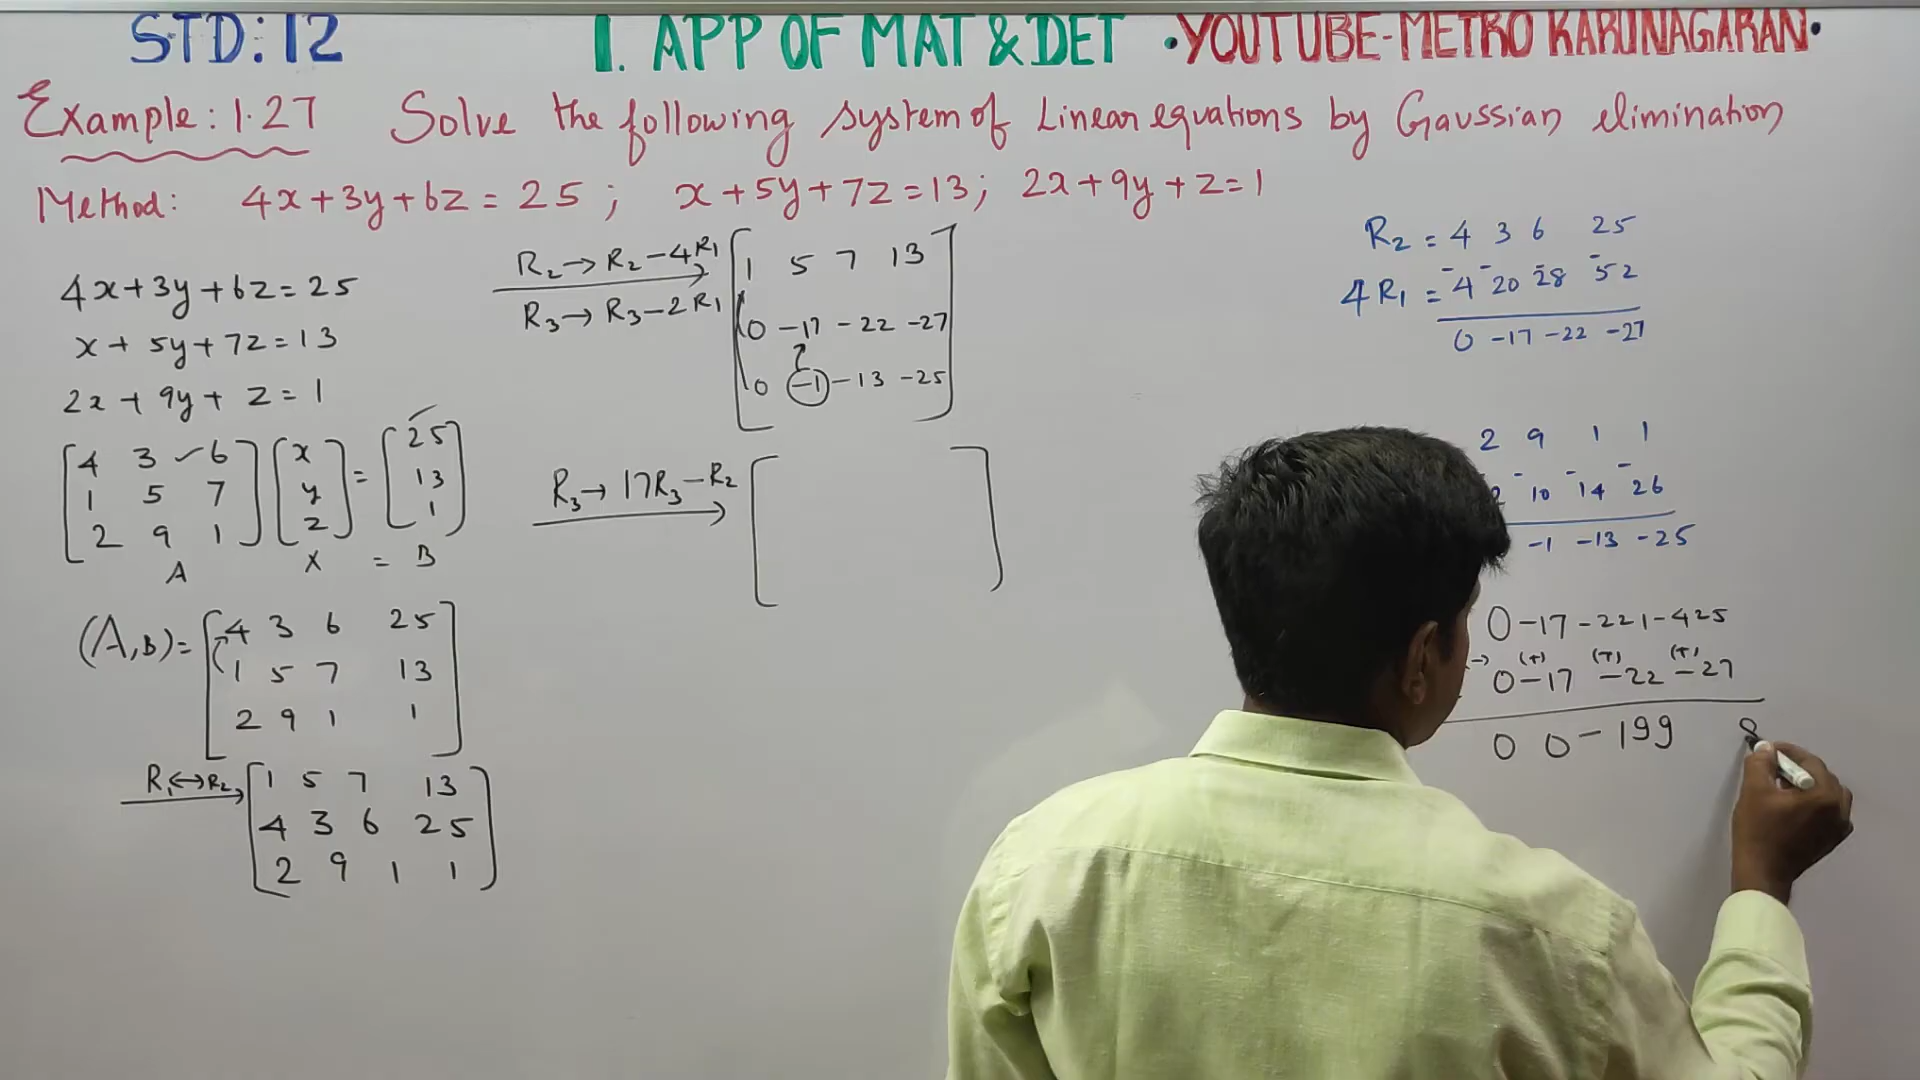 STD: 12 1. APP OF MAT & DET •YOUTUBE-METRO KARUNAGARAN•
Example: 1.27 Solve the following system of Linear equations by Gaussian elimination
Method: 4x+3y+6z=25; x+5y+7z=13; 2x+9y+z=1
4x+3y+6z=25
x+5y+7z=13
2x+9y+z=1
4 3 6 x 25
1 5 7 y = 13
2 9 1 z 1
A X = B
(A,B)= 4 3 6 25
1 5 7 13
2 9 1 1
R1↔R2 1 5 7 13
4 3 6 25
2 9 1 1
R2→R2-4R1 1 5 7 13
R3→R3-2R1 0 -17 -22 -27
0 -1 -13 -25
R3→17R3-R2
R2 = 4 3 6 25
4R1 = -4 -20 -28 -52
0 -17 -22 -27
2 9 1 1
2 -10 -14 -26
-1 -13 -25
0 -17 -221 -425
(-) (+) (+) (+)
0 -17 -22 -27
0 0 -199